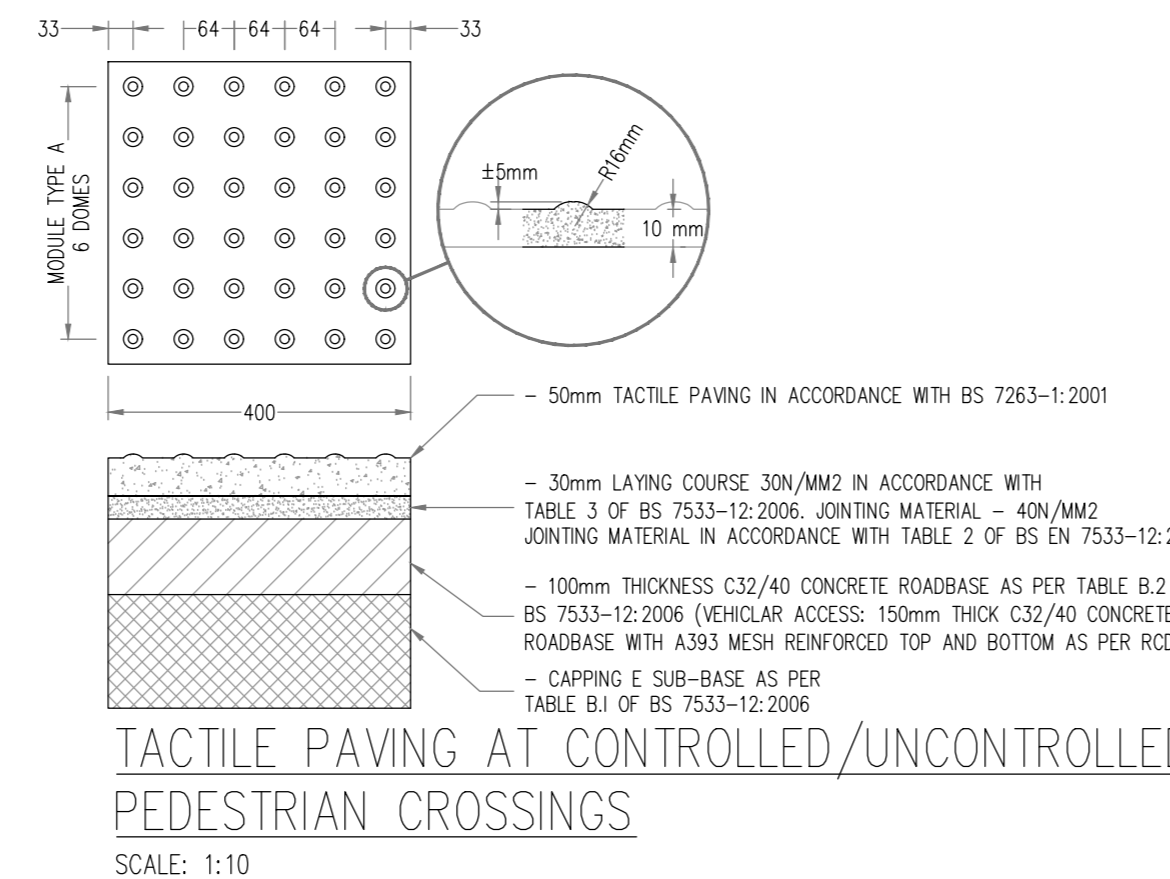 33 64 64 64 33
MODULE TYPE A
6 DOMES
±5mm
R16mm
10 mm
400
- 50mm TACTILE PAVING IN ACCORDANCE WITH BS 7263-1:2001
- 30mm LAYING COURSE 30N/MM2 IN ACCORDANCE WITH
TABLE 3 OF BS 7533-12:2006. JOINTING MATERIAL - 40N/MM2
JOINTING MATERIAL IN ACCORDANCE WITH TABLE 2 OF BS EN 7533-12:2
- 100mm THICKNESS C32/40 CONCRETE ROADBASE AS PER TABLE B.2
BS 7533-12:2006 (VEHICLAR ACCESS: 150mm THICK C32/40 CONCRETE
ROADBASE WITH A393 MESH REINFORCED TOP AND BOTTOM AS PER RCD
- CAPPING E SUB-BASE AS PER
TABLE B.I OF BS 7533-12:2006
TACTILE PAVING AT CONTROLLED/UNCONTROLLED
PEDESTRIAN CROSSINGS
SCALE: 1:10